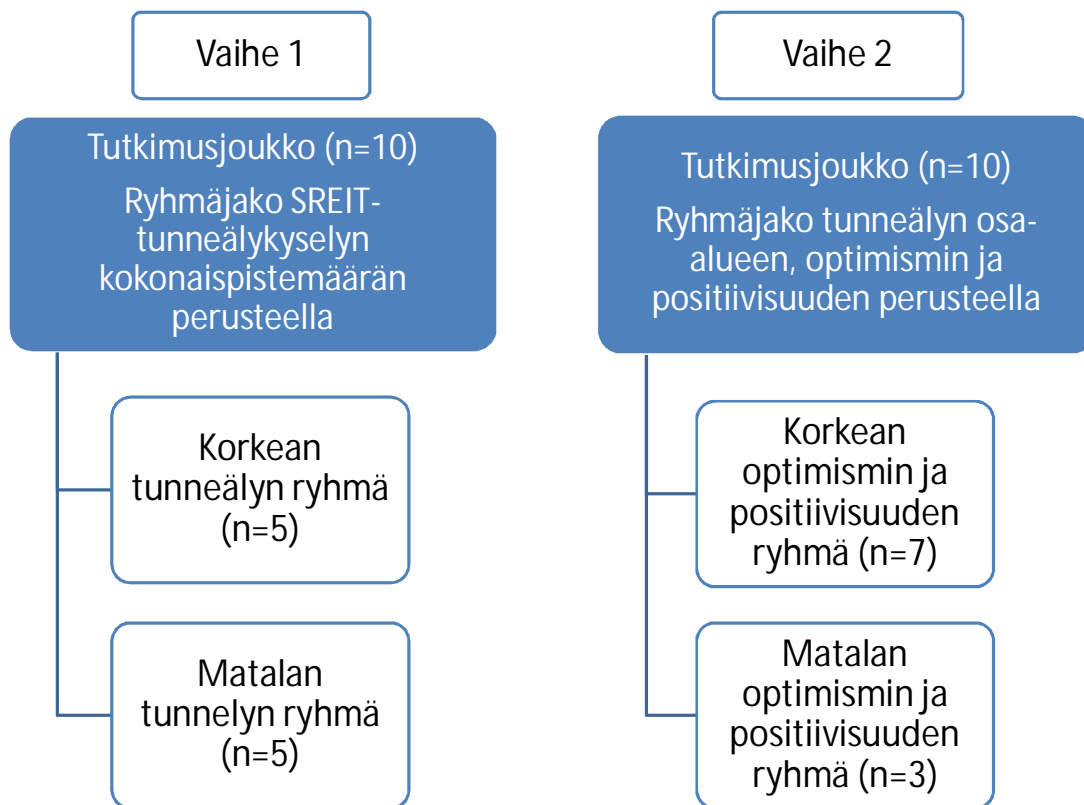 Vaihe 1
Tutkimusjoukko (n=10)
Ryhmäjako SREIT-
tunneälykyselyn
kokonaispistemäärän
perusteella
Korkean
tunneälyn ryhmä
(n=5)
Matalan
tunnelyn ryhmä
(n=5)
Vaihe 2
Tutkimusjoukko (n=10)
Ryhmäjako tunneälyn osa-
alueen, optimismin ja
positiivisuuden perusteella
Korkean
optimismin ja
positiivisuuden
ryhmä (n=7)
Matalan
optimismin ja
positiivisuuden
ryhmä (n=3)